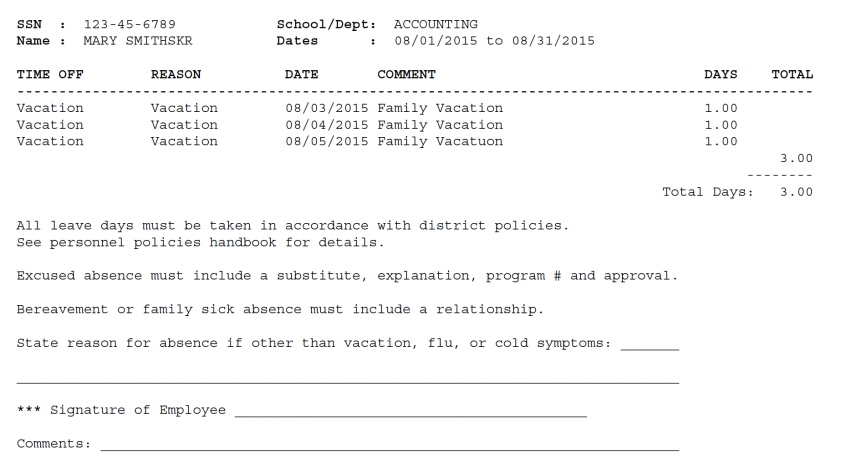 SSN : 123-45-6789 School/Dept: ACCOUNTING
Name : MARY SMITHSKR Dates : 08/01/2015 to 08/31/2015
TIME OFF REASON DATE COMMENT DAYS TOTAL
Vacation Vacation 08/03/2015 Family Vacation 1.00
Vacation Vacation 08/04/2015 Family Vacation 1.00
Vacation Vacation 08/05/2015 Family Vacatuon 1.00
3.00
--------
Total Days: 3.00
All leave days must be taken in accordance with district policies.
See personnel policies handbook for details.
Excused absence must include a substitute, explanation, program # and approval.
Bereavement or family sick absence must include a relationship.
State reason for absence if other than vacation, flu, or cold symptoms: _______
*** Signature of Employee __________________________________________
Comments: _____________________________________________________________________